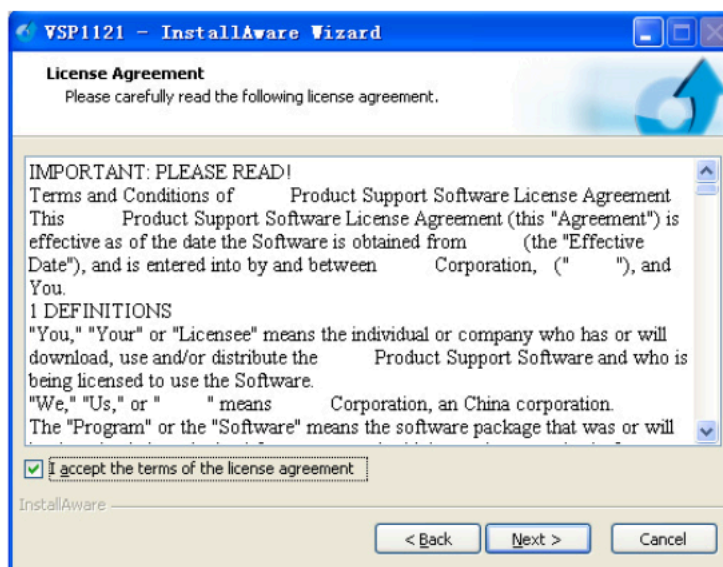 VSP1121 - InstallAware Wizard
License Agreement
Please carefully read the following license agreement.
IMPORTANT: PLEASE READ!
Terms and Conditions of Product Support Software License Agreement
This Product Support Software License Agreement (this "Agreement") is
effective as of the date the Software is obtained from (the "Effective
Date"), and is entered into by and between Corporation, (" "), and
You.
1 DEFINITIONS
"You," "Your" or "Licensee" means the individual or company who has or will
download, use and/or distribute the Product Support Software and who is
being licensed to use the Software.
"We," "Us," or " " means Corporation, an China corporation.
The "Program" or the "Software" means the software package that was or will
I accept the terms of the license agreement
InstallAware
< Back Next > Cancel